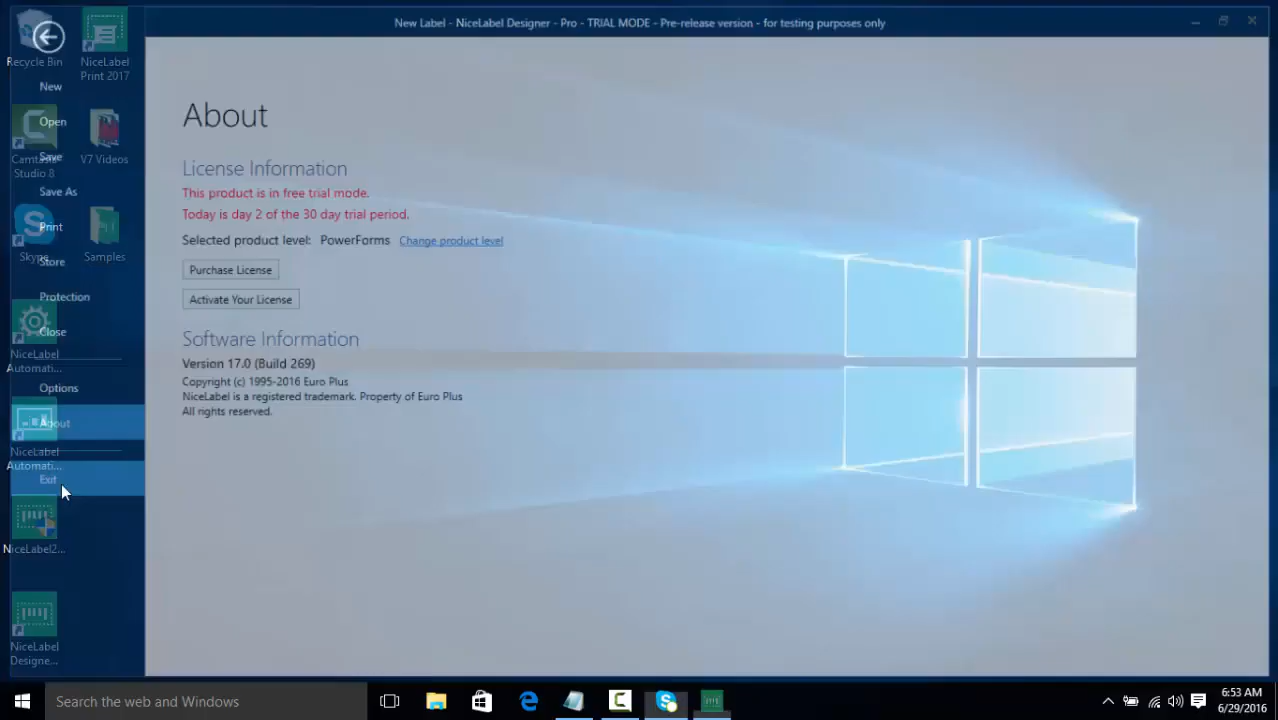 New Label - NiceLabel Designer - Pro - TRIAL MODE - Pre-release version - for testing purposes only
Recycle Bin
NiceLabel
Print 2017
New
Open
Camtasia
Studio 8
V7 Videos
Save
Save As
Print
Skype
Samples
Store
Protection
Close
NiceLabel
Automati...
Options
About
NiceLabel
Automati...
Exit
NiceLabel2...
NiceLabel
Designe...
About
License Information
This product is in free trial mode.
Today is day 2 of the 30 day trial period.
Selected product level: PowerForms Change product level
Purchase License
Activate Your License
Software Information
Version 17.0 (Build 269)
Copyright (c) 1995-2016 Euro Plus
NiceLabel is a registered trademark. Property of Euro Plus
All rights reserved.
Search the web and Windows
6:53 AM
6/29/2016